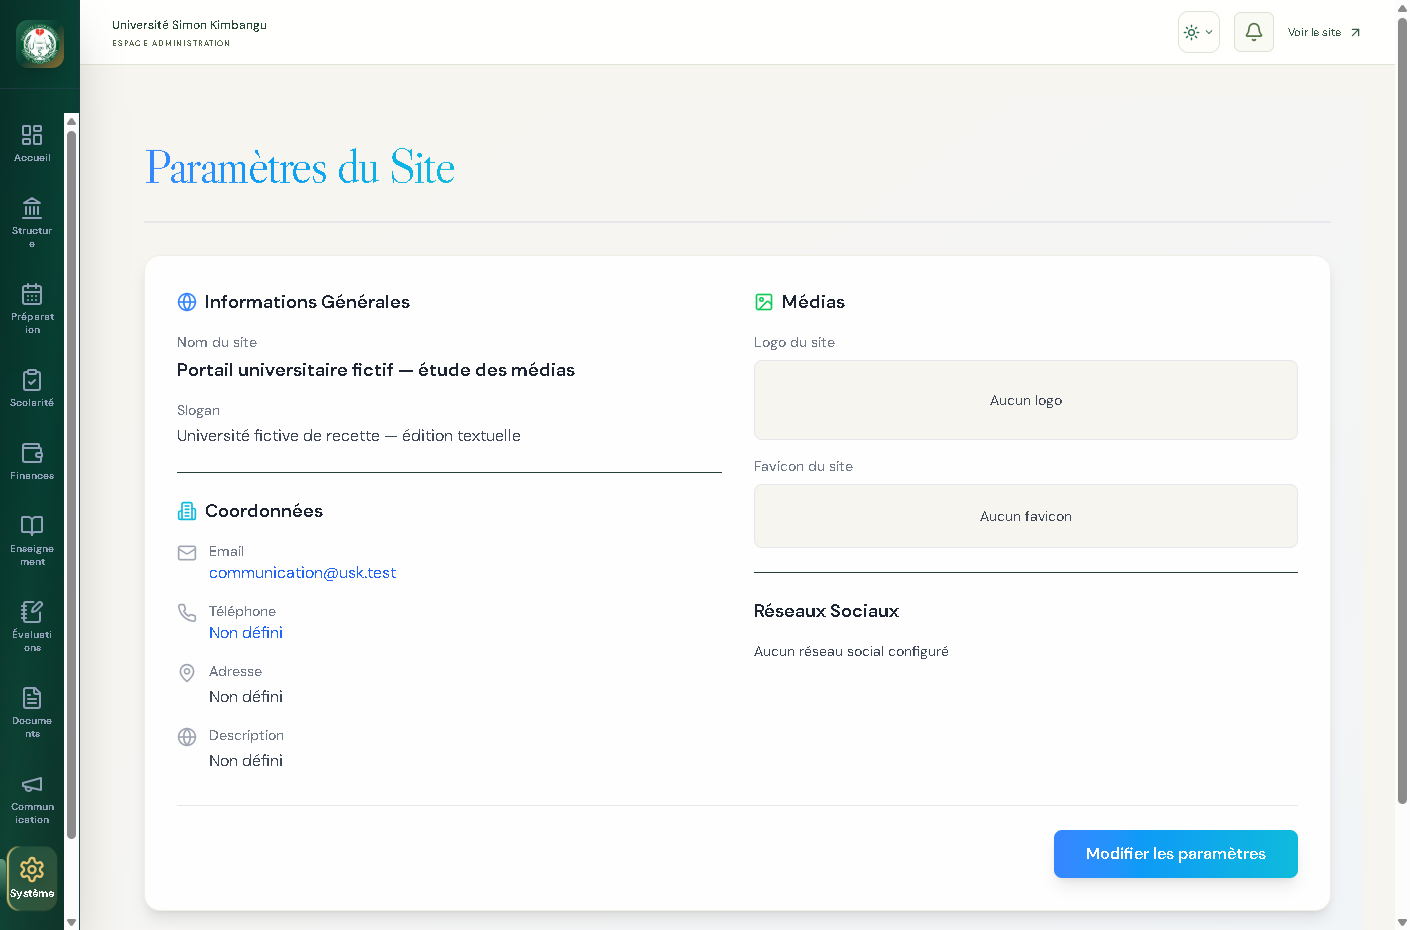 Université Simon Kimbangu
ESPACE ADMINISTRATION
Voir le site
Accueil
Structur
e
Préparat
ion
Scolarité
Finances
Enseigne
ment
Évaluati
ons
Docume
nts
Commun
ication
Système
Paramètres du Site
Informations Générales
Nom du site
Portail universitaire fictif — étude des médias
Slogan
Université fictive de recette — édition textuelle
Coordonnées
Email
communication@usk.test
Téléphone
Non défini
Adresse
Non défini
Description
Non défini
Médias
Logo du site
Aucun logo
Favicon du site
Aucun favicon
Réseaux Sociaux
Aucun réseau social configuré
Modifier les paramètres